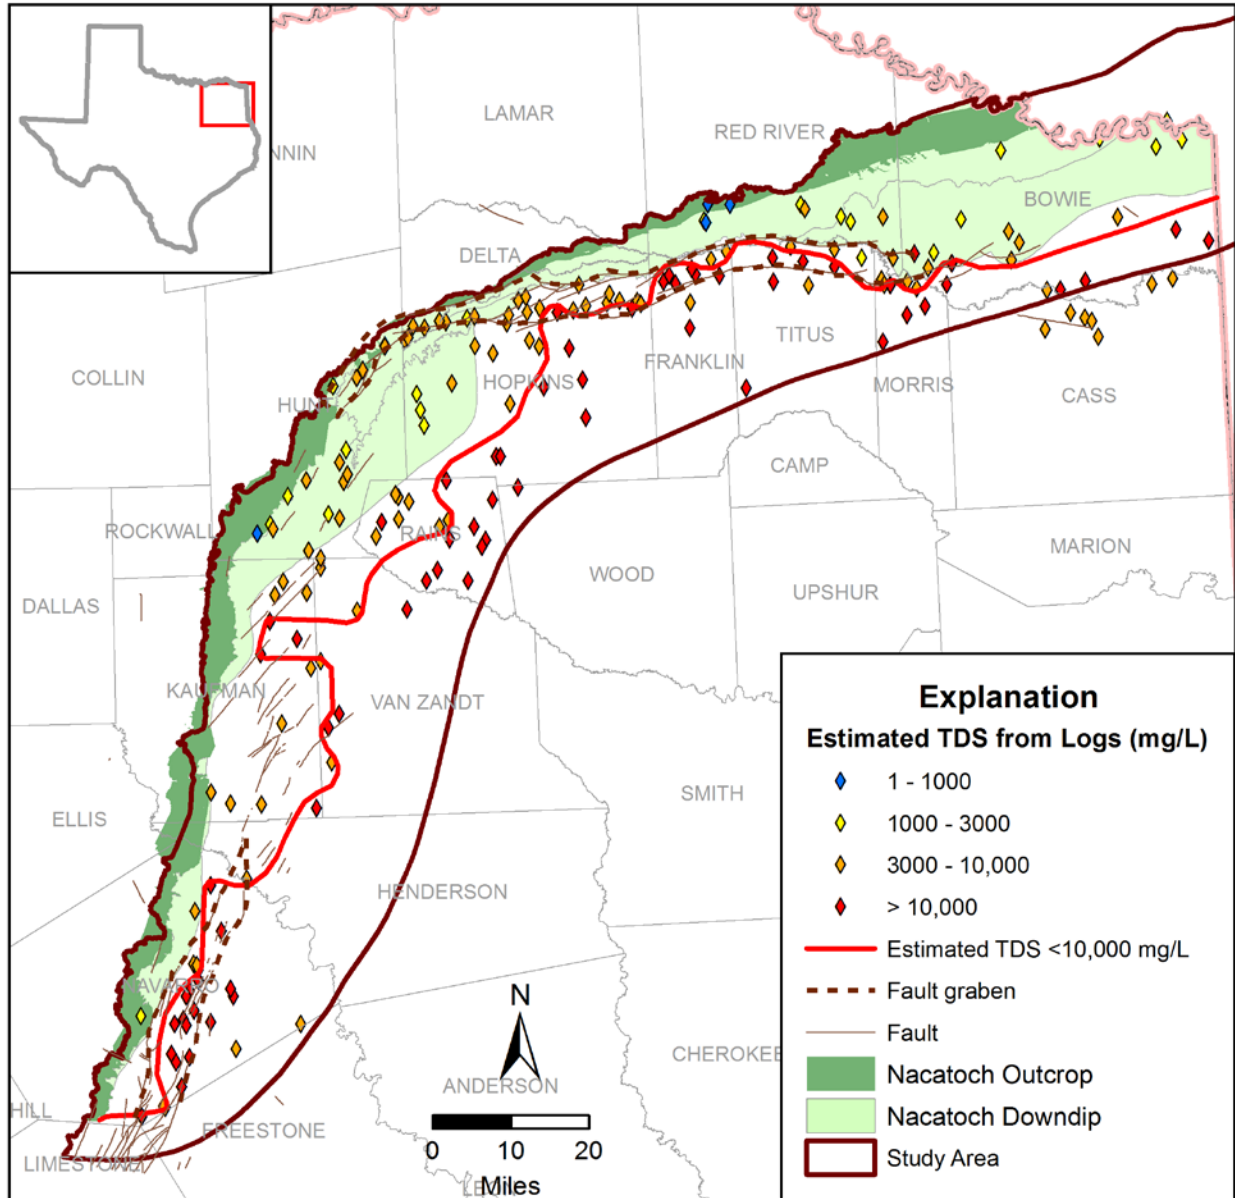 LAMAR
RED RIVER
NNIN
BOWIE
DELTA
HOPKINS
FRANKLIN
TITUS
MORRIS
CASS
COLLIN
HUNT
CAMP
ROCKWALL
RAINS
MARION
WOOD
UPSHUR
DALLAS
KAUFMAN
VAN ZANDT
SMITH
ELLIS
HENDERSON
NAVARRO
CHEROKEE
ANDERSON
HILL
FREESTONE
LIMESTONE
LEON
N
0 10 20
Miles
Explanation
Estimated TDS from Logs (mg/L)
1 - 1000
1000 - 3000
3000 - 10,000
> 10,000
Estimated TDS <10,000 mg/L
Fault graben
Fault
Nacatoch Outcrop
Nacatoch Downdip
Study Area